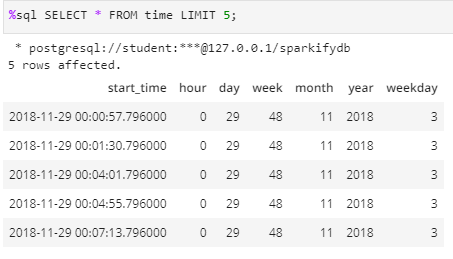 %sql SELECT * FROM time LIMIT 5;
* postgresql://student:***@127.0.0.1/sparkifydb
5 rows affected.
start_time hour day week month year weekday
2018-11-29 00:00:57.796000 0 29 48 11 2018 3
2018-11-29 00:01:30.796000 0 29 48 11 2018 3
2018-11-29 00:04:01.796000 0 29 48 11 2018 3
2018-11-29 00:04:55.796000 0 29 48 11 2018 3
2018-11-29 00:07:13.796000 0 29 48 11 2018 3